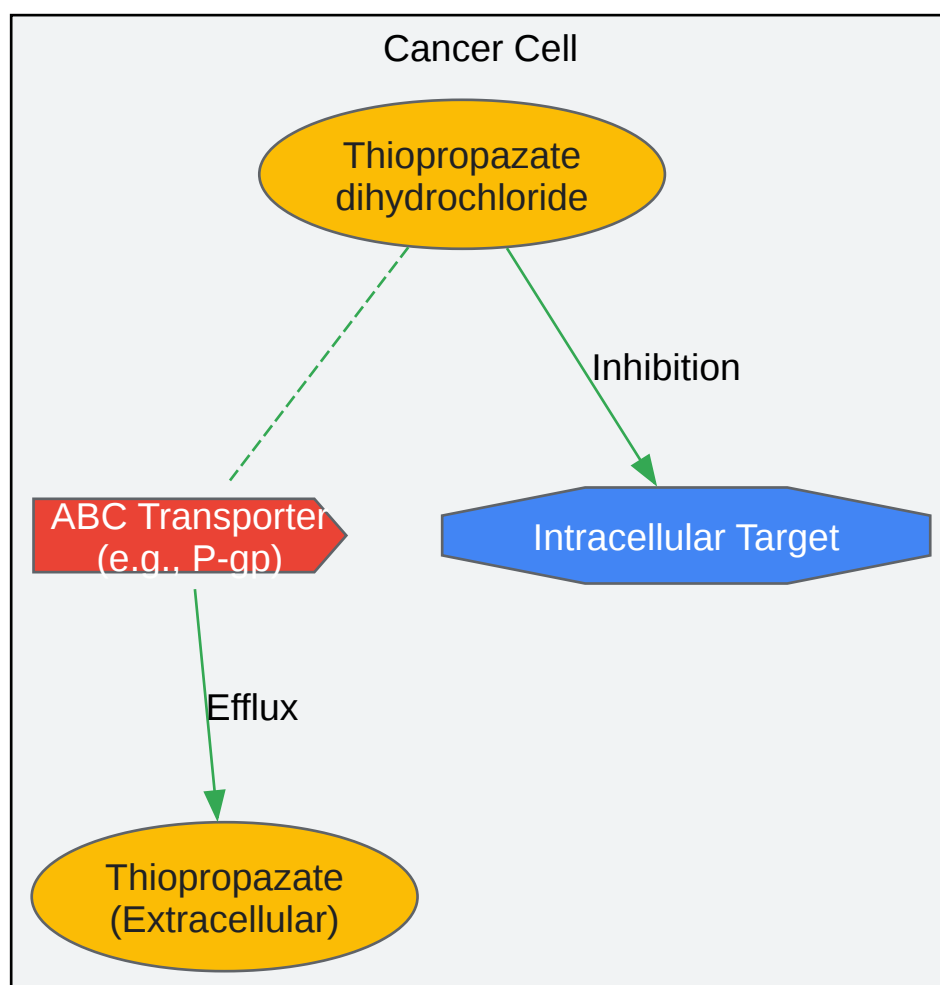 Cancer Cell
Thiopropazate
dihydrochloride
Inhibition
ABC Transporter
(e.g., P-gp)
Intracellular Target
Efflux
Thiopropazate
(Extracellular)